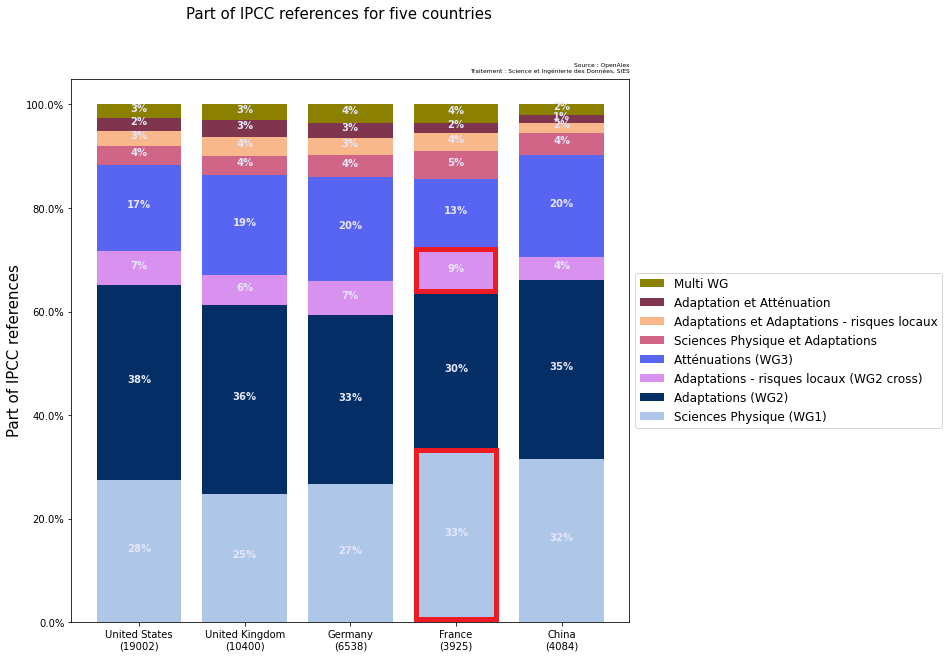 Part of IPCC references for five countries
Source : OpenAlex
Traitement : Science et Ingénierie des Données, SIES
Part of IPCC references
100.0%
80.0%
60.0%
40.0%
20.0%
0.0%
3% 3% 4% 4% 2%
2% 3% 3% 2% 1%
3% 4% 3% 4% 2%
4% 4% 4% 5% 4%
17% 19% 20% 13% 20%
7% 6% 7% 9% 4%
38% 36% 33% 30% 35%
28% 25% 27% 33% 32%
United States United Kingdom Germany France China
(19002) (10400) (6538) (3925) (4084)
Multi WG
Adaptation et Atténuation
Adaptations et Adaptations - risques locaux
Sciences Physique et Adaptations
Atténuations (WG3)
Adaptations - risques locaux (WG2 cross)
Adaptations (WG2)
Sciences Physique (WG1)